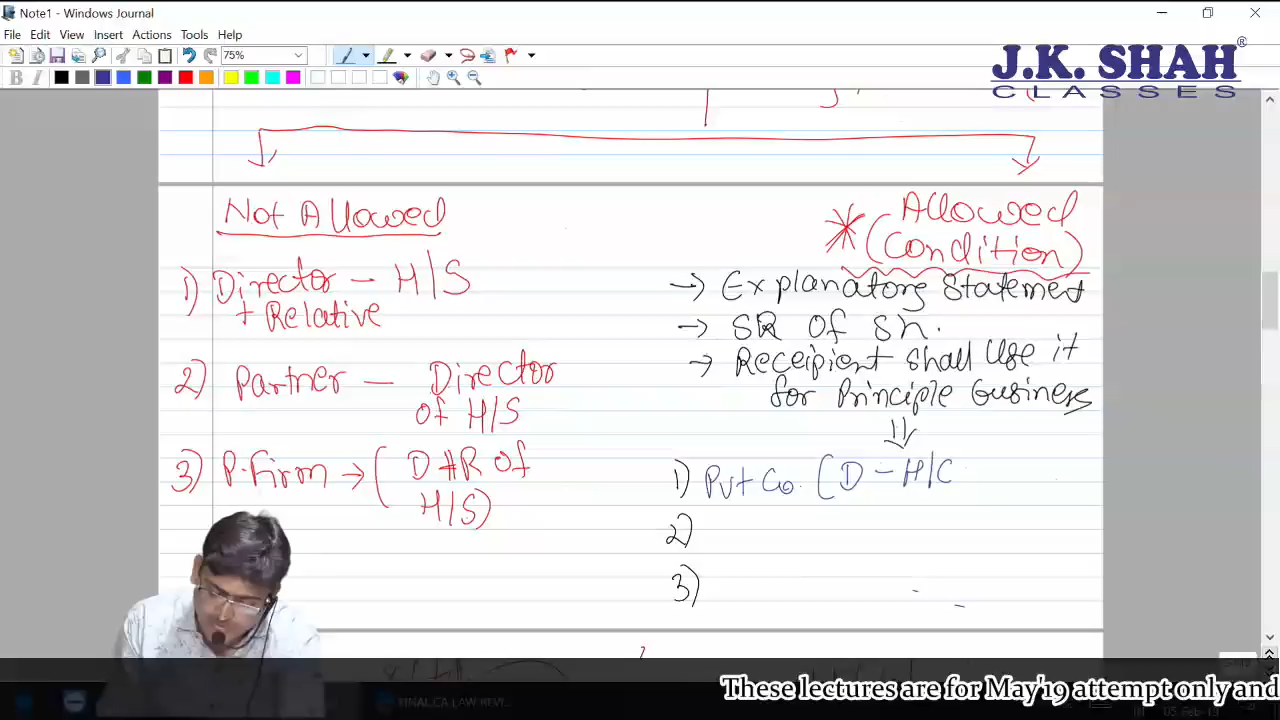 Note1 - Windows Journal
File Edit View Insert Actions Tools Help
75%
J.K. SHAH®
CLASSES
Not Allowed
1) Director - H/S
+ Relative
2) Partner - Director
of H/S
3) P.Firm → ( D # R of
H/S)
* Allowed
(Condition)
→ Explanatory Statement
→ SR of Sh.
→ Receipient shall use it
for Principle business
1) Pvt Co. (D - H/C
2)
3)
These lectures are for May'19 attempt only and